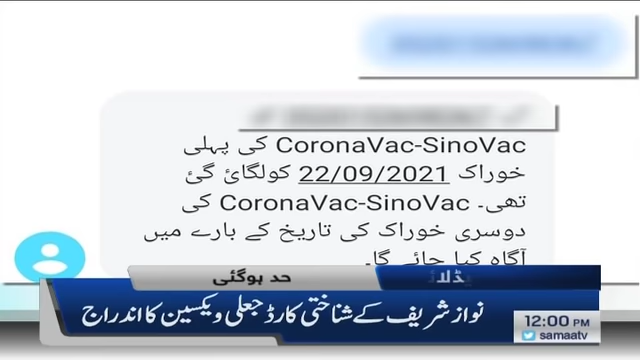 CoronaVac-SinoVac کی پہلی
خوراک 22/09/2021 کولگائ گئ
تھی۔ CoronaVac-SinoVac کی
دوسری خوراک کی تاریخ کے بارے میں
آگاہ کیا جائے گا۔
حد ہوگئی
نواز شریف کے شناختی کارڈ جعلی ویکسین کا اندراج
12:00 PM
samaatv